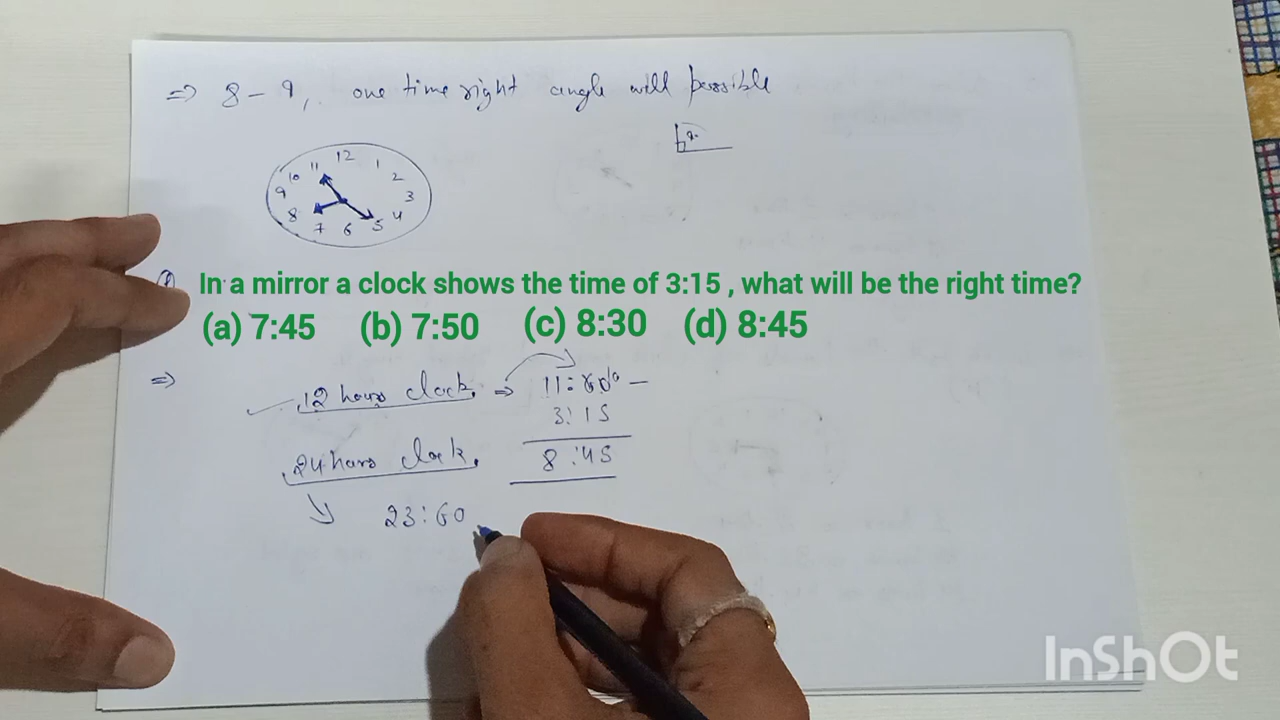 ⇒ 8 – 9, one time right angle will possible
12
11 1
10 2
9 3
8 4
7 6 5
In a mirror a clock shows the time of 3:15 , what will be the right time?
(a) 7:45 (b) 7:50 (c) 8:30 (d) 8:45
⇒
12 hours clock ⇒ 11:60 –
3:15
24 hours clock 8:45
23:60
InShOt